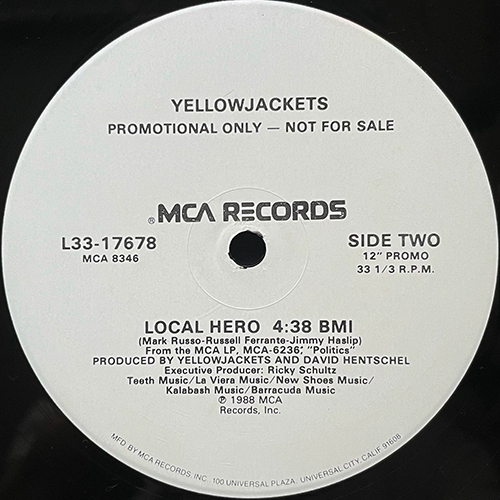 YELLOWJACKETS
PROMOTIONAL ONLY — NOT FOR SALE
® MCA RECORDS
L33-17678
MCA 8346
SIDE TWO
12" PROMO
33 1/3 R.P.M.
LOCAL HERO 4:38 BMI
(Mark Russo-Russell Ferrante-Jimmy Haslip)
From the MCA LP, MCA-6236, "Politics"
PRODUCED BY YELLOWJACKETS AND DAVID HENTSCHEL
Executive Producer: Ricky Schultz
Teeth Music/La Viera Music/New Shoes Music/
Kalabash Music/Barracuda Music
℗ 1988 MCA
Records, Inc.
MFD BY MCA RECORDS, INC. 100 UNIVERSAL PLAZA, UNIVERSAL CITY, CALIF. 91608